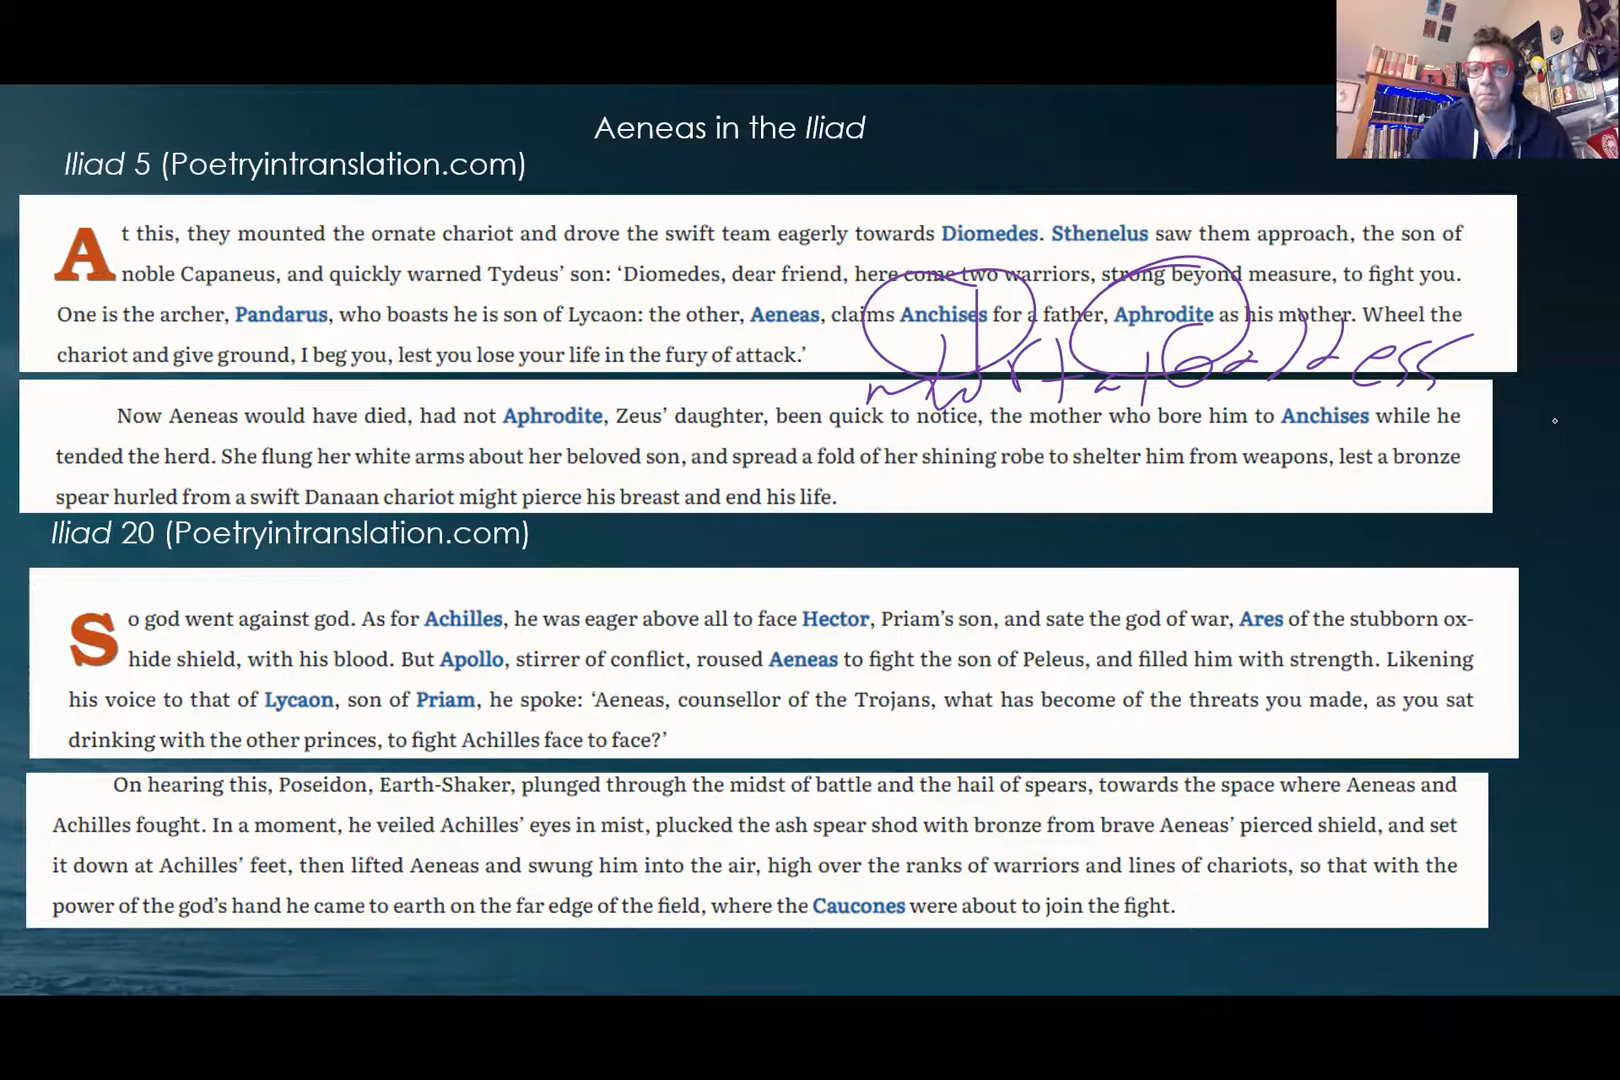 Aeneas in the Iliad
Iliad 5 (Poetryintranslation.com)
At this, they mounted the ornate chariot and drove the swift team eagerly towards Diomedes. Sthenelus saw them approach, the son of
noble Capaneus, and quickly warned Tydeus’ son: ‘Diomedes, dear friend, here come two warriors, strong beyond measure, to fight you.
One is the archer, Pandarus, who boasts he is son of Lycaon: the other, Aeneas, claims Anchises for a father, Aphrodite as his mother. Wheel the
chariot and give ground, I beg you, lest you lose your life in the fury of attack.’
mortal Goddess
Now Aeneas would have died, had not Aphrodite, Zeus’ daughter, been quick to notice, the mother who bore him to Anchises while he
tended the herd. She flung her white arms about her beloved son, and spread a fold of her shining robe to shelter him from weapons, lest a bronze
spear hurled from a swift Danaan chariot might pierce his breast and end his life.
Iliad 20 (Poetryintranslation.com)
So god went against god. As for Achilles, he was eager above all to face Hector, Priam’s son, and sate the god of war, Ares of the stubborn ox-
hide shield, with his blood. But Apollo, stirrer of conflict, roused Aeneas to fight the son of Peleus, and filled him with strength. Likening
his voice to that of Lycaon, son of Priam, he spoke: ‘Aeneas, counsellor of the Trojans, what has become of the threats you made, as you sat
drinking with the other princes, to fight Achilles face to face?’
On hearing this, Poseidon, Earth-Shaker, plunged through the midst of battle and the hail of spears, towards the space where Aeneas and
Achilles fought. In a moment, he veiled Achilles’ eyes in mist, plucked the ash spear shod with bronze from brave Aeneas’ pierced shield, and set
it down at Achilles’ feet, then lifted Aeneas and swung him into the air, high over the ranks of warriors and lines of chariots, so that with the
power of the god’s hand he came to earth on the far edge of the field, where the Caucones were about to join the fight.